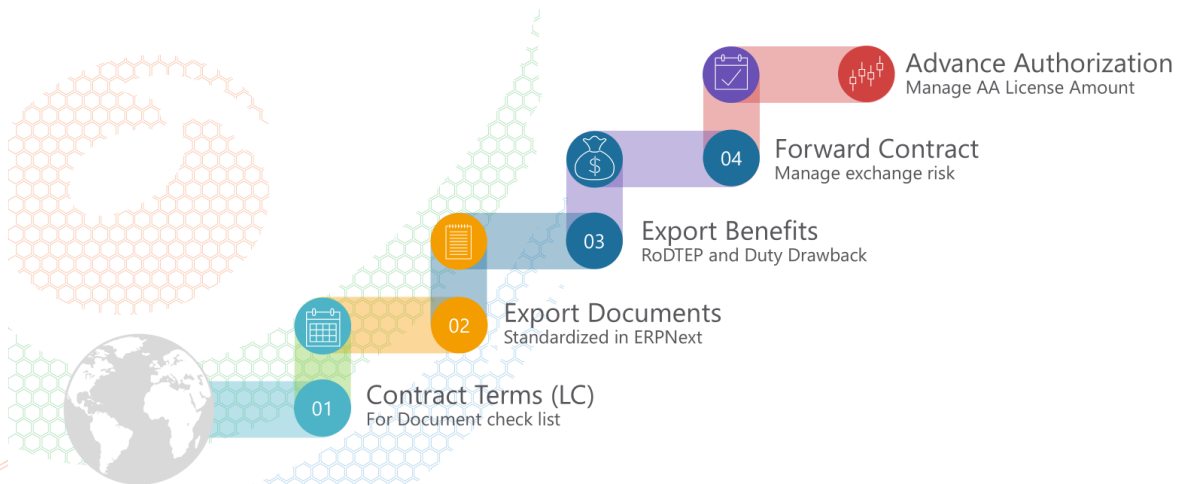 Advance Authorization
Manage AA License Amount
04
Forward Contract
Manage exchange risk
$
03
Export Benefits
RoDTEP and Duty Drawback
02
Export Documents
Standardized in ERPNext
01
Contract Terms (LC)
For Document check list